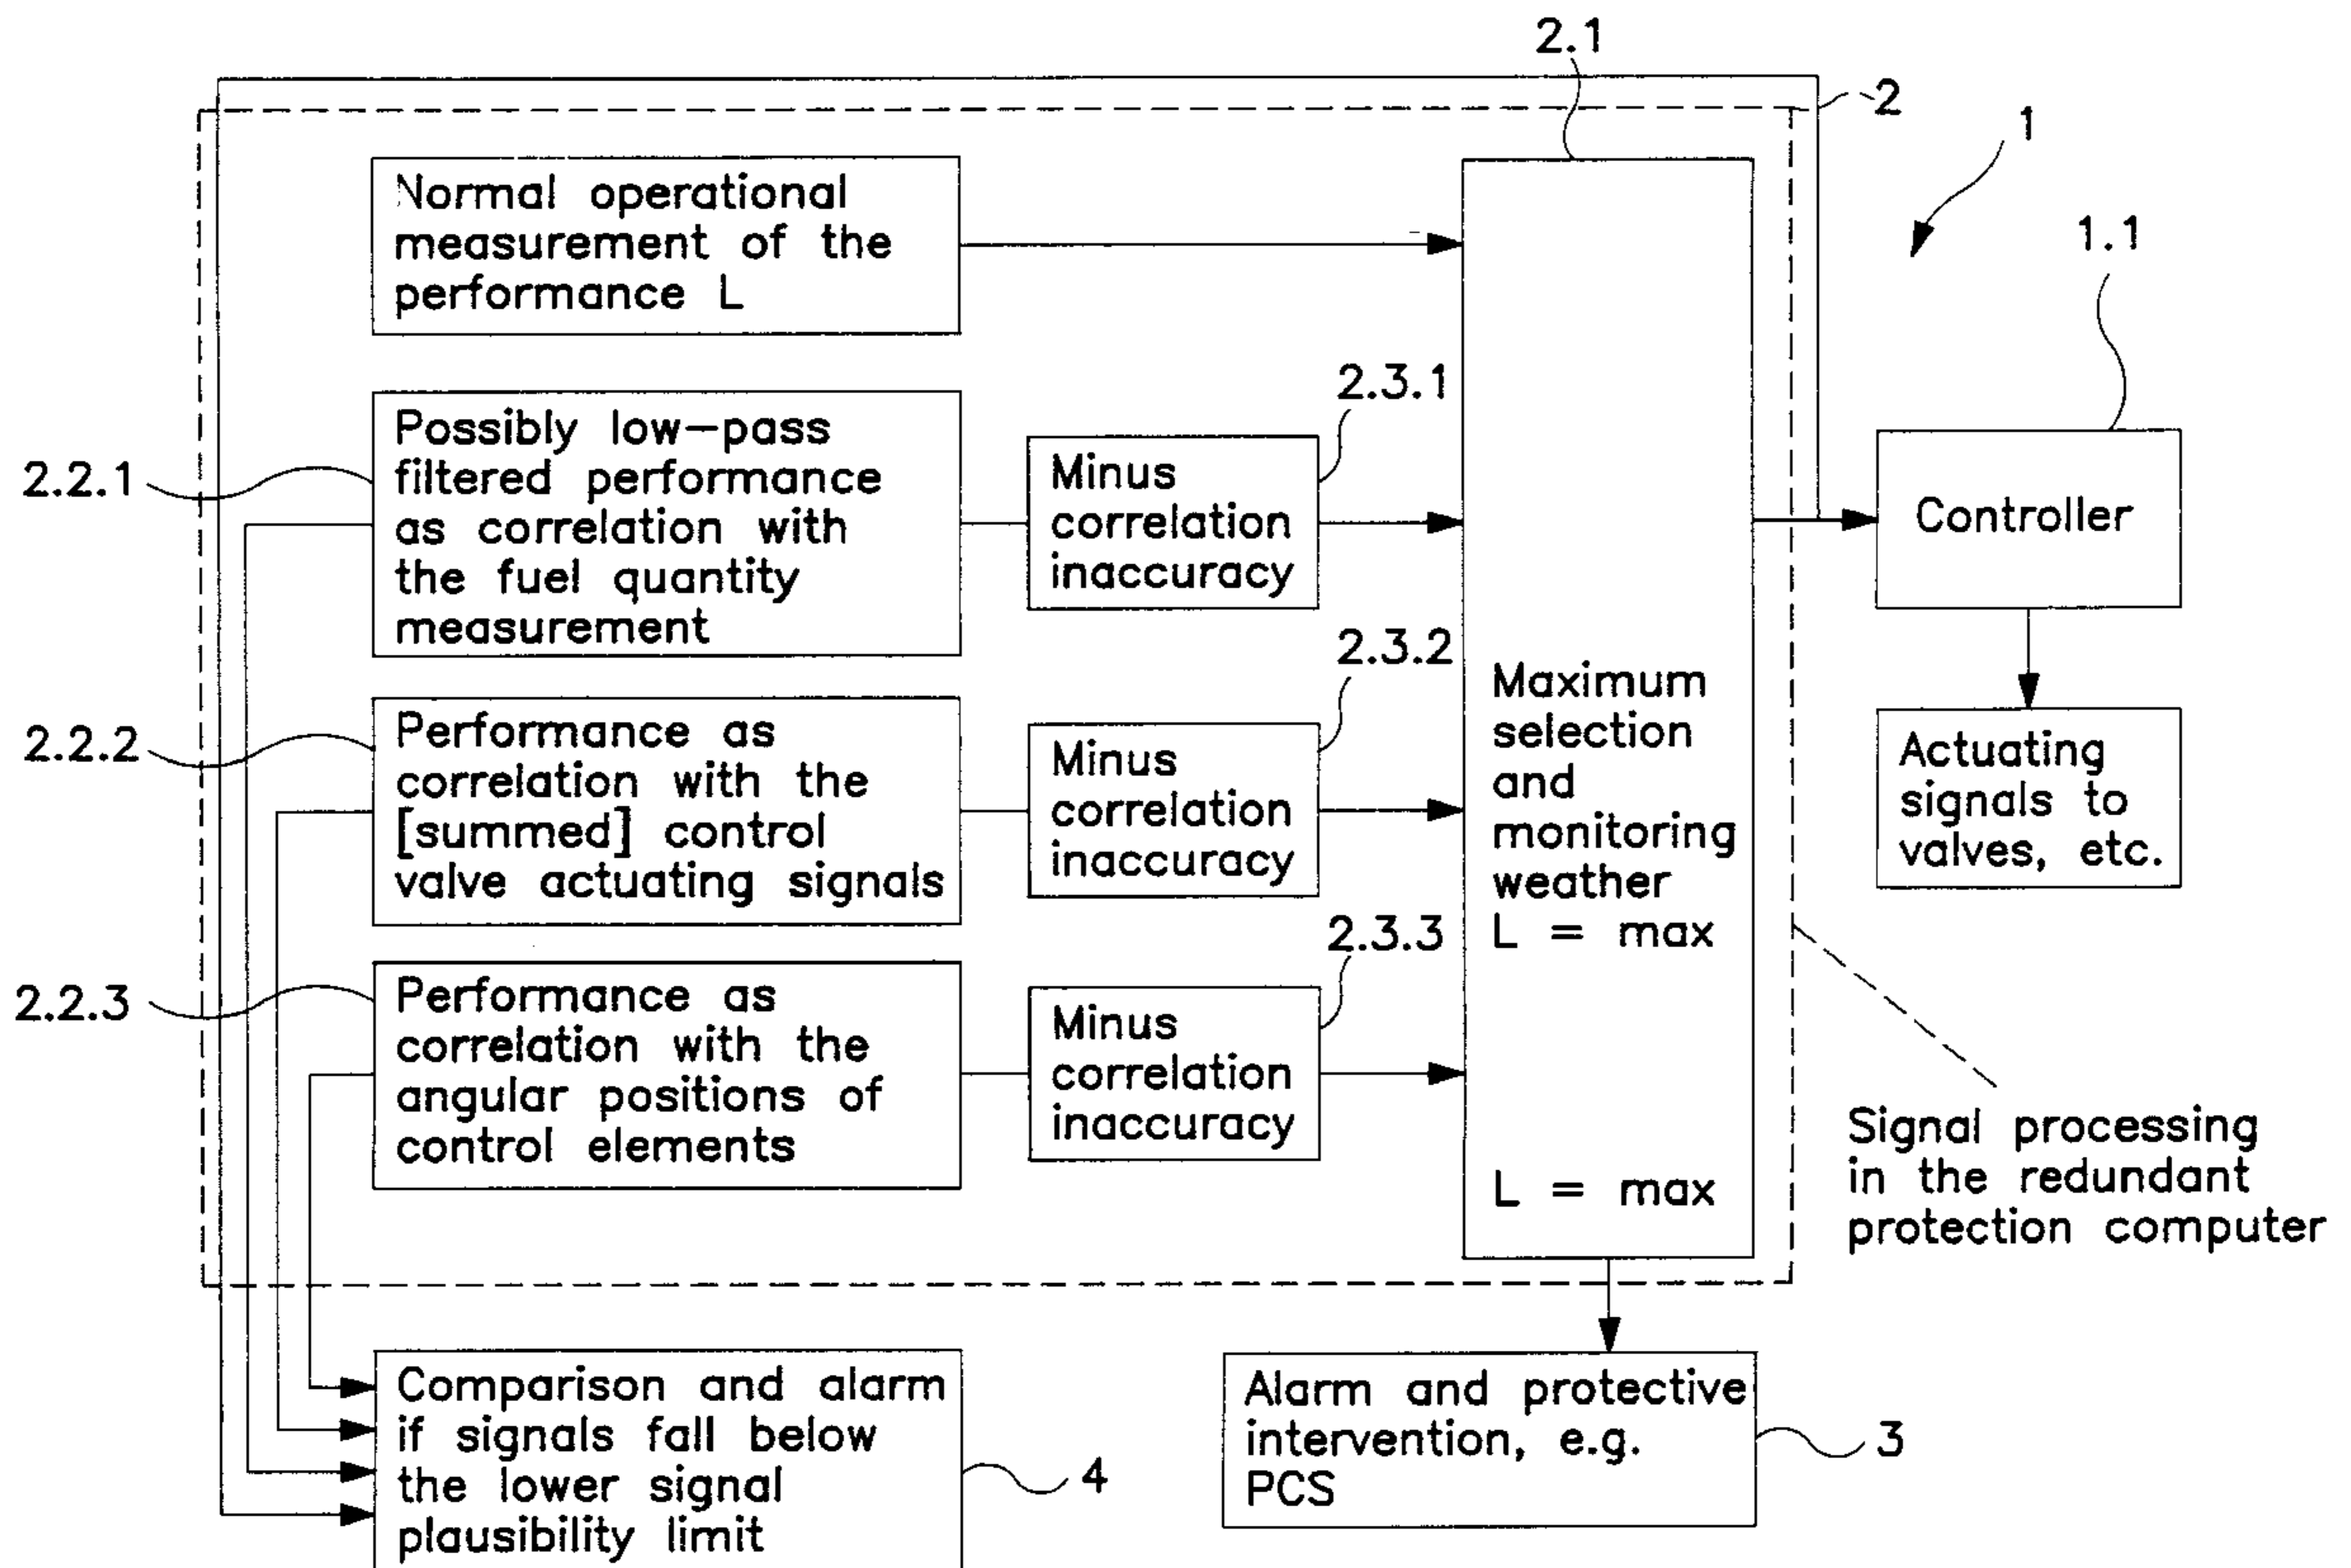 2.1
2
1
1.1
Normal operational
measurement of the
performance L
2.3.1
2.2.1
Possibly low-pass
filtered performance
as correlation with
the fuel quantity
measurement
Minus
correlation
inaccuracy
Controller
2.3.2
2.2.2
Performance as
correlation with the
[summed] control
valve actuating signals
Minus
correlation
inaccuracy
Maximum
selection
and
monitoring
weather
L = max
L = max
Actuating
signals to
valves, etc.
2.3.3
2.2.3
Performance as
correlation with the
angular positions of
control elements
Minus
correlation
inaccuracy
Signal processing
in the redundant
protection computer
Comparison and alarm
if signals fall below
the lower signal
plausibility limit
4
Alarm and protective
intervention, e.g.
PCS
3